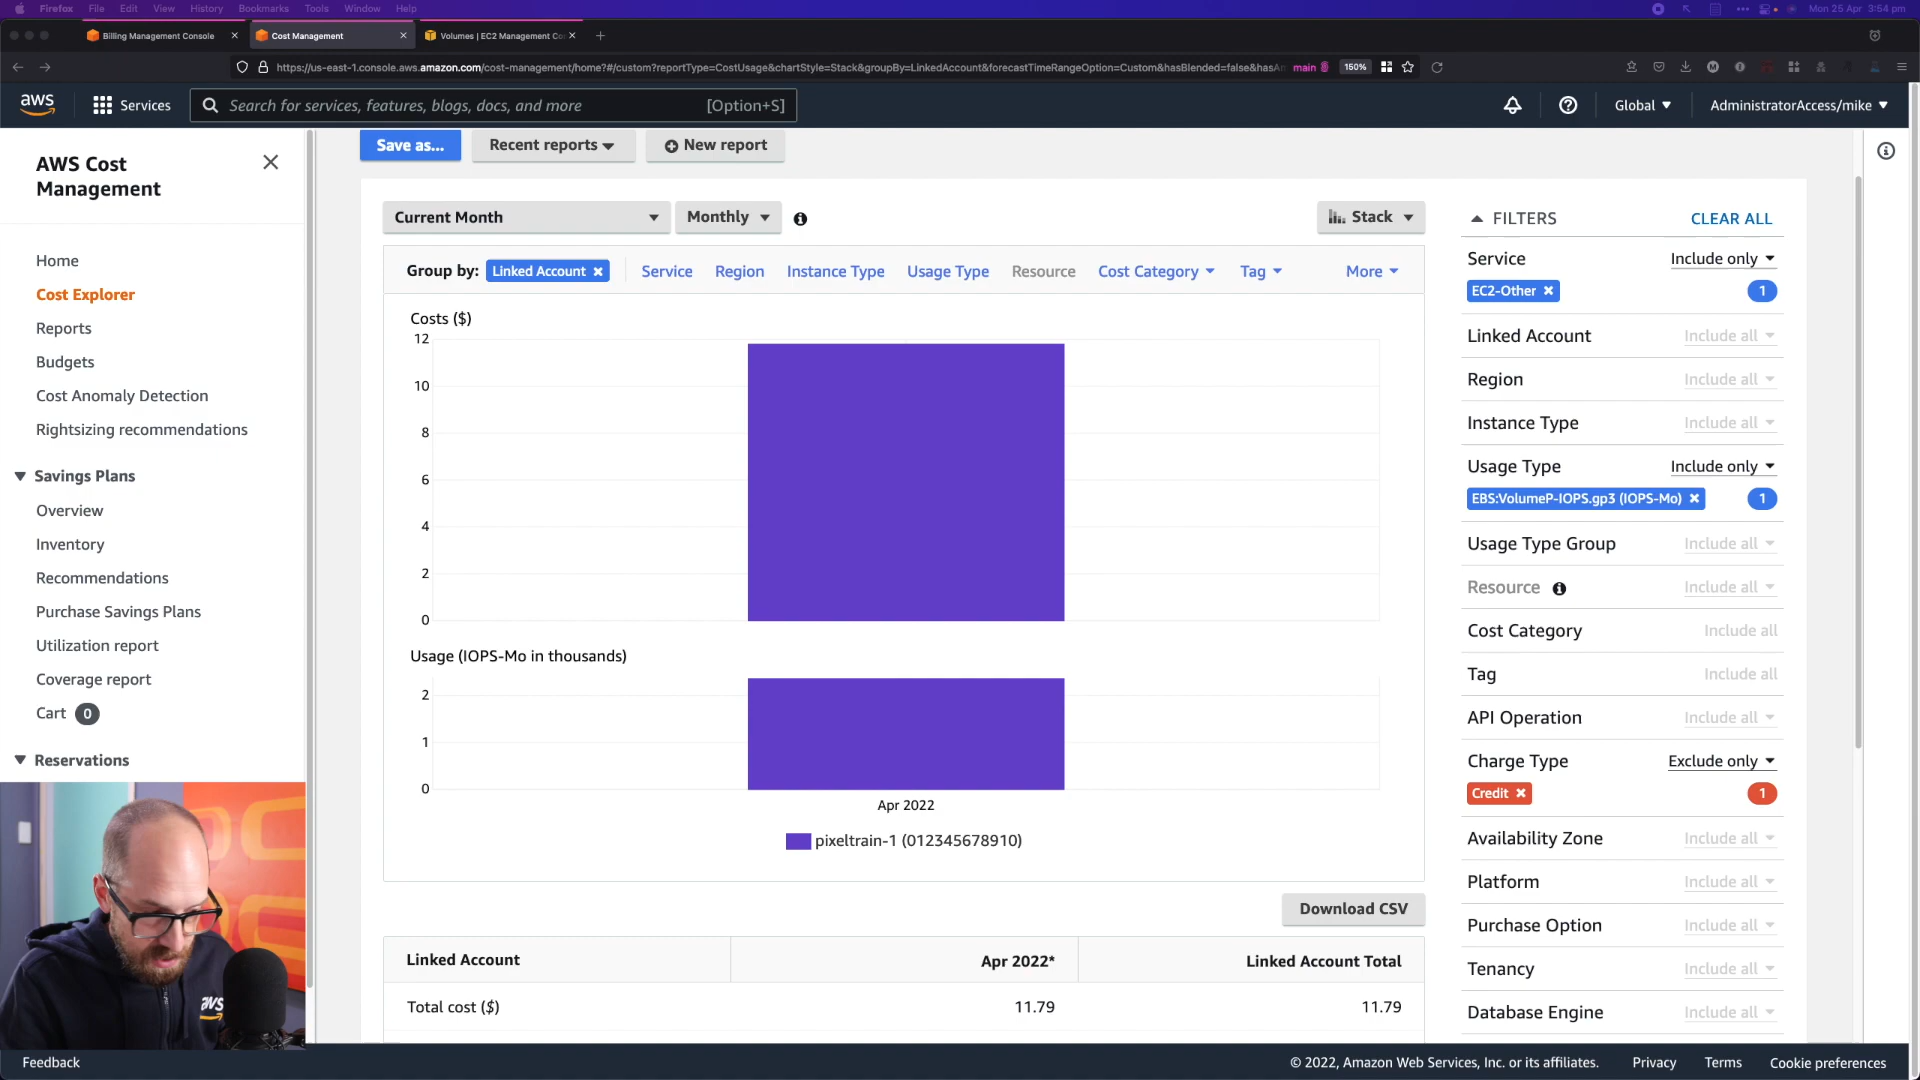 Firefox File Edit View History Bookmarks Tools Window Help
Mon 25 Apr 3:54 pm
Billing Management Console
Cost Management
Volumes | EC2 Management Co
https://us-east-1.console.aws.amazon.com/cost-management/home?#/custom?reportType=CostUsage&chartStyle=Stack&groupBy=LinkedAccount&forecastTimeRangeOption=Custom&hasBlended=false&hasAm
main
150%
aws
Services
Search for services, features, blogs, docs, and more
[Option+S]
Global
AdministratorAccess/mike
AWS Cost
Management
Home
Cost Explorer
Reports
Budgets
Cost Anomaly Detection
Rightsizing recommendations
Savings Plans
Overview
Inventory
Recommendations
Purchase Savings Plans
Utilization report
Coverage report
Cart 0
Reservations
Save as...
Recent reports
New report
Current Month
Monthly
Stack
Group by: Linked Account
Service
Region
Instance Type
Usage Type
Resource
Cost Category
Tag
More
Costs ($)
12
10
8
6
4
2
0
Usage (IOPS-Mo in thousands)
2
1
0
Apr 2022
pixeltrain-1 (012345678910)
Download CSV
Linked Account Apr 2022* Linked Account Total
Total cost ($) 11.79 11.79
FILTERS CLEAR ALL
Service Include only
EC2-Other 1
Linked Account Include all
Region Include all
Instance Type Include all
Usage Type Include only
EBS:VolumeP-IOPS.gp3 (IOPS-Mo) 1
Usage Type Group Include all
Resource Include all
Cost Category Include all
Tag Include all
API Operation Include all
Charge Type Exclude only
Credit 1
Availability Zone Include all
Platform Include all
Purchase Option Include all
Tenancy Include all
Database Engine Include all
aws
Feedback
© 2022, Amazon Web Services, Inc. or its affiliates.
Privacy
Terms
Cookie preferences